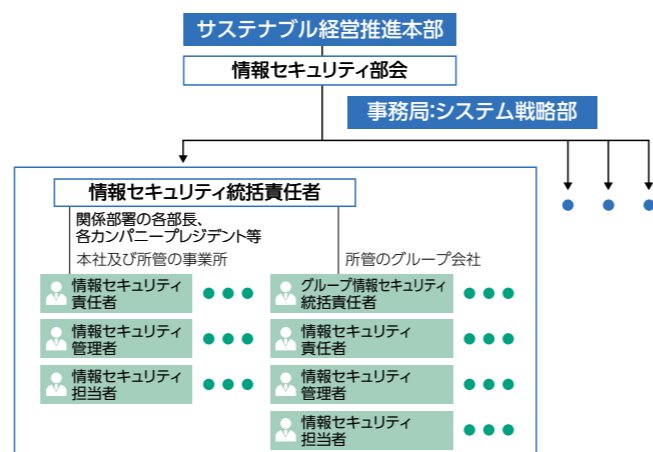 サステナブル経営推進本部
情報セキュリティ部会
事務局:システム戦略部
情報セキュリティ統括責任者
関係部署の各部長、
各カンパニープレジデント等
本社及び所管の事業所
情報セキュリティ
責任者
情報セキュリティ
管理者
情報セキュリティ
担当者
所管のグループ会社
グループ情報セキュリティ
統括責任者
情報セキュリティ
責任者
情報セキュリティ
管理者
情報セキュリティ
担当者